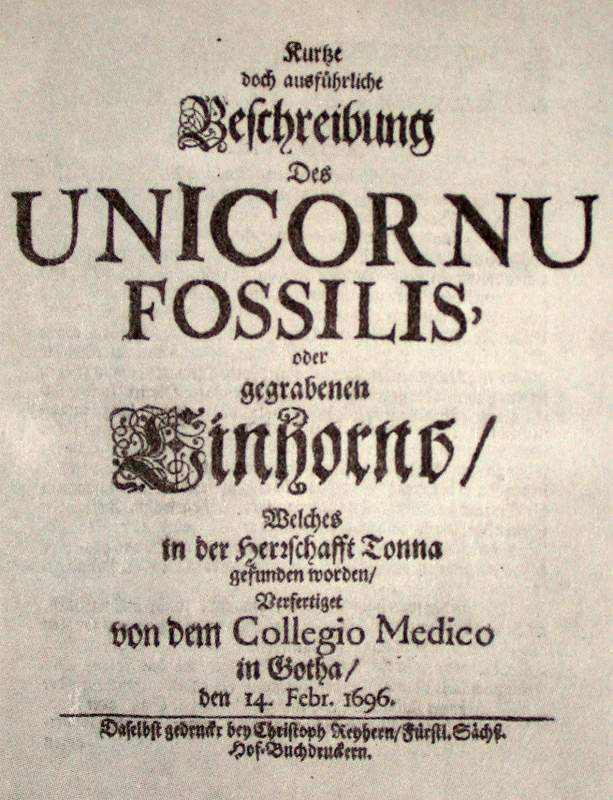 Kurtze
doch ausführliche
Beschreibung
Des
UNICORNU
FOSSILIS,
oder
gegrabenen
Einhorns/
Welches
in der Herrschafft Tonna
gefunden worden/
Verfertiget
von dem Collegio Medico
in Gotha/
den 14. Febr. 1696.
Daselbst gedruckt bey Christoph Reyhern/Fürstl. Sächs.
Hof-Buchdruckern.